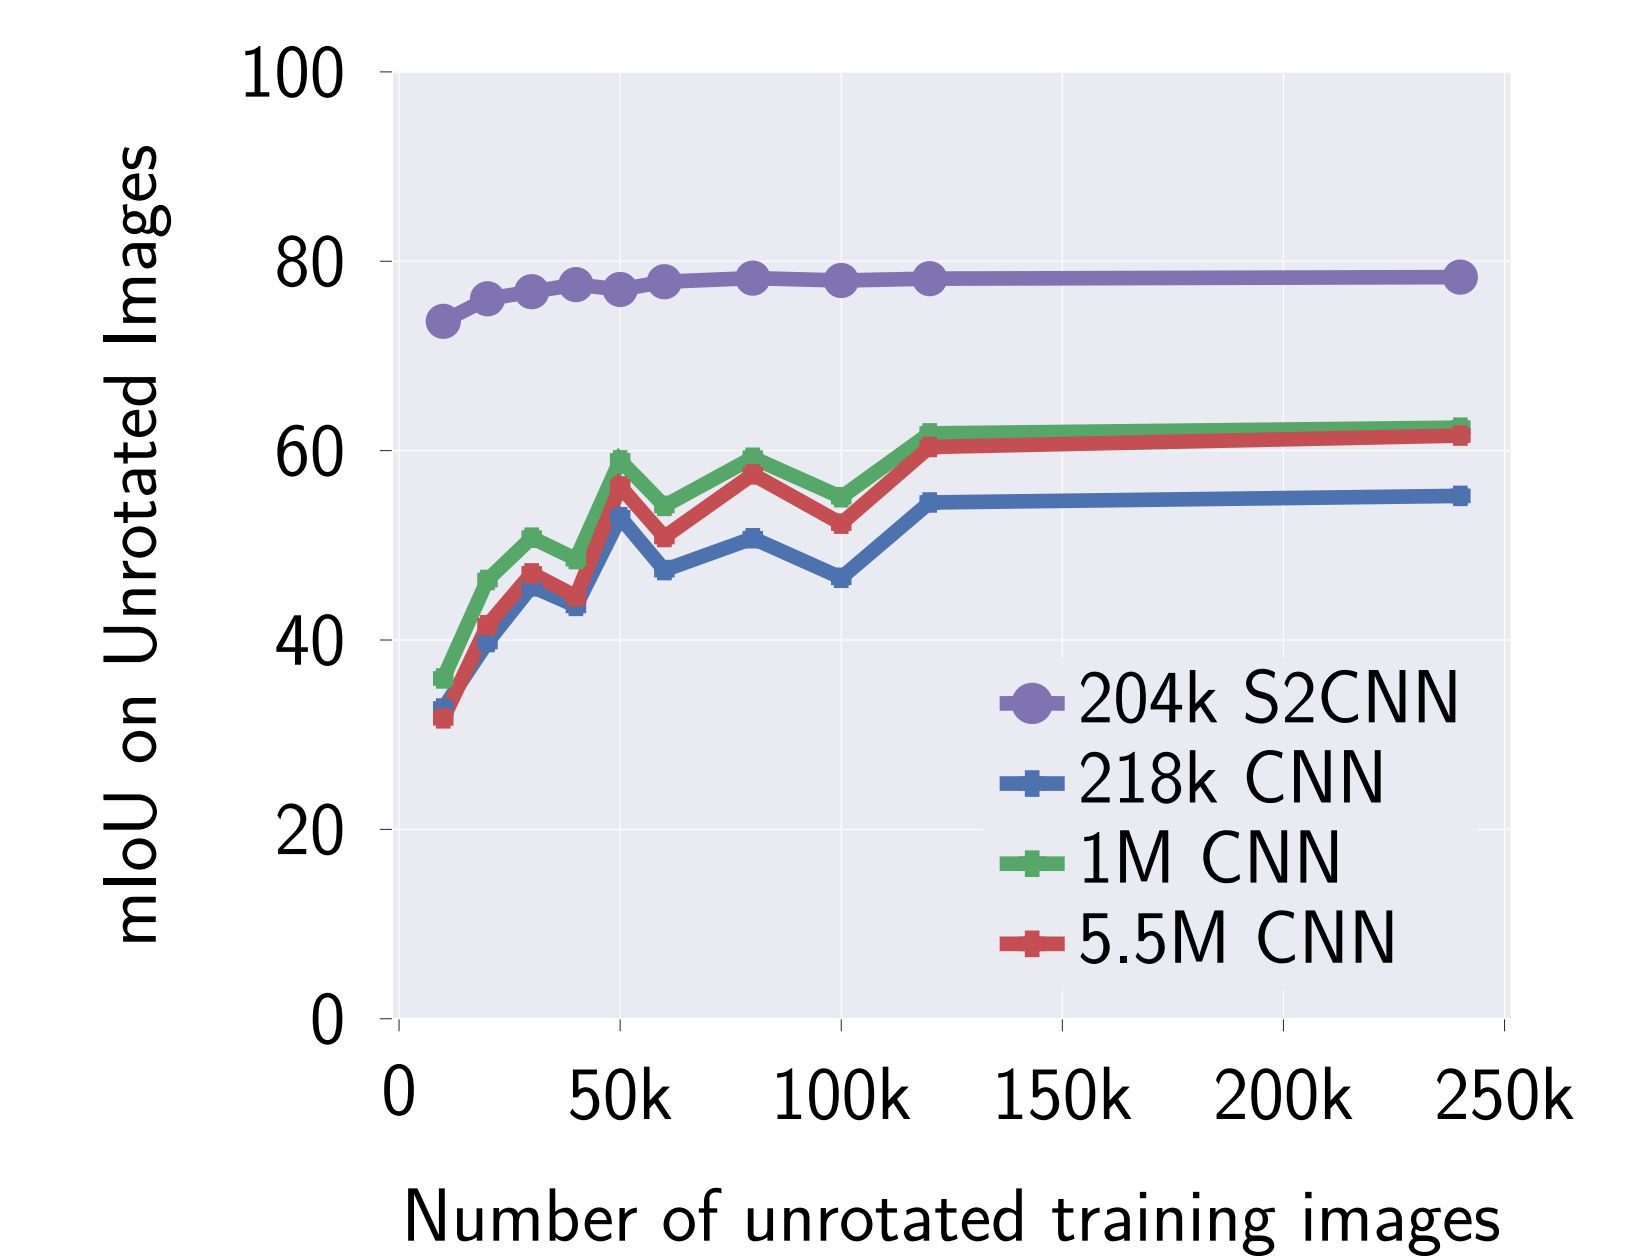 mIoU on Unrotated Images
100
80
60
40
20
0
204k S2CNN
218k CNN
1M CNN
5.5M CNN
0 50k 100k 150k 200k 250k
Number of unrotated training images